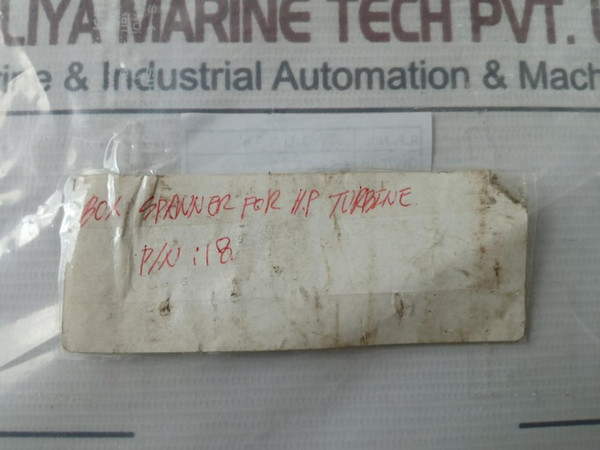 LIYA MARINE TECH PVT.
ine & Industrial Automation & Mach
BOX SPANNER FOR H.P TURBINE
P/N :18